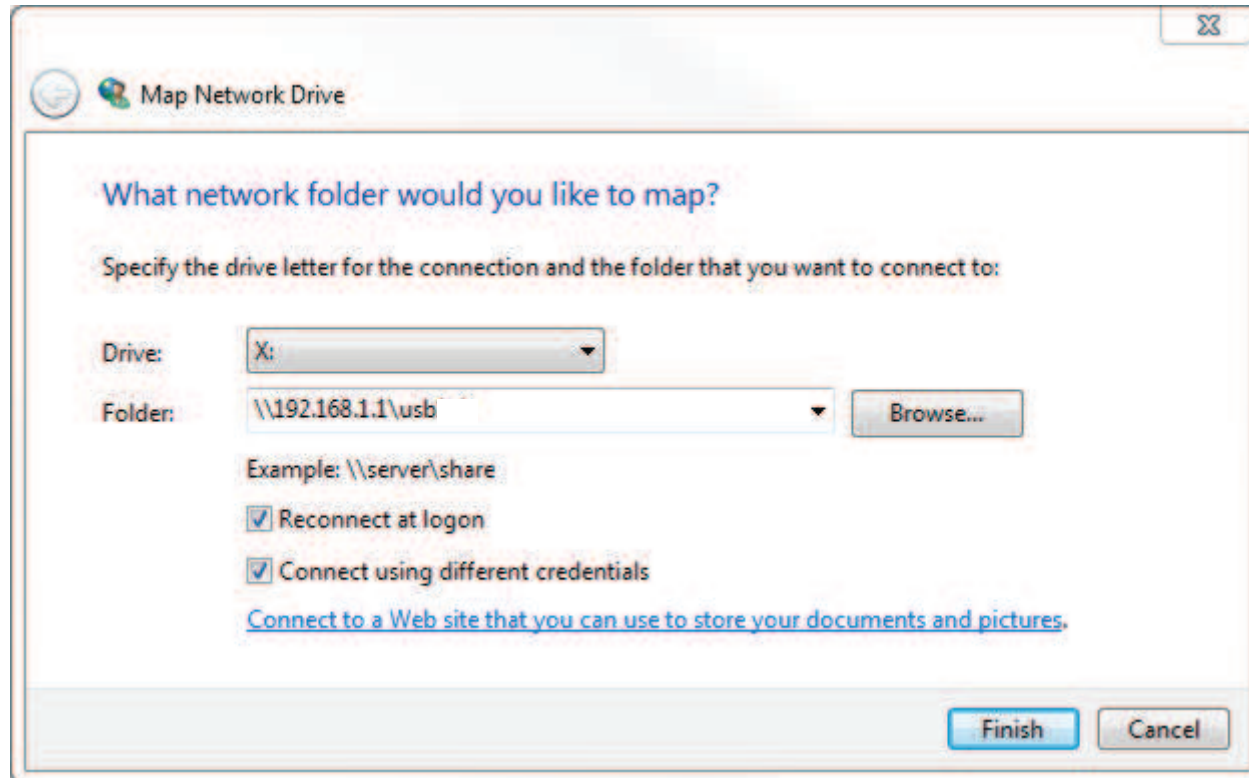 Map Network Drive
What network folder would you like to map?
Specify the drive letter for the connection and the folder that you want to connect to:
Drive: X:
Folder: \\192.168.1.1\usb Browse...
Example: \\server\share
Reconnect at logon
Connect using different credentials
Connect to a Web site that you can use to store your documents and pictures.
Finish Cancel